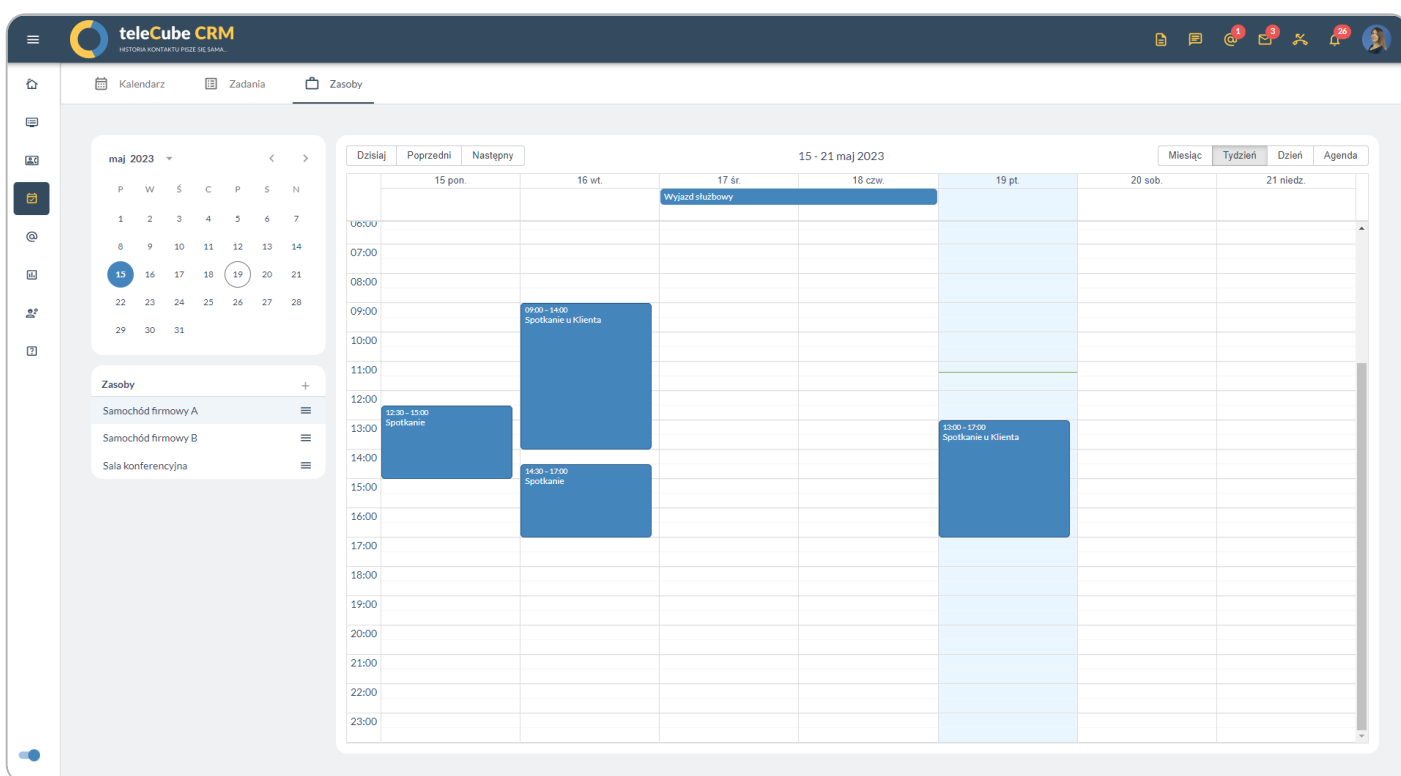 teleCube CRM
HISTORIA KONTAKTU PISZE SIĘ SAMA...
1 3 26
Kalendarz Zadania Zasoby
maj 2023
P W Ś C P S N
1 2 3 4 5 6 7
8 9 10 11 12 13 14
15 16 17 18 19 20 21
22 23 24 25 26 27 28
29 30 31
Zasoby +
Samochód firmowy A
Samochód firmowy B
Sala konferencyjna
Dzisiaj Poprzedni Następny 15 - 21 maj 2023 Miesiąc Tydzień Dzień Agenda
15 pon. 16 wt. 17 śr. 18 czw. 19 pt. 20 sob. 21 niedz.
Wyjazd służbowy
06:00
07:00
08:00
09:00
10:00
11:00
12:00
13:00
14:00
15:00
16:00
17:00
18:00
19:00
20:00
21:00
22:00
23:00
12:30 – 15:00
Spotkanie
09:00 – 14:00
Spotkanie u Klienta
14:30 – 17:00
Spotkanie
13:00 – 17:00
Spotkanie u Klienta